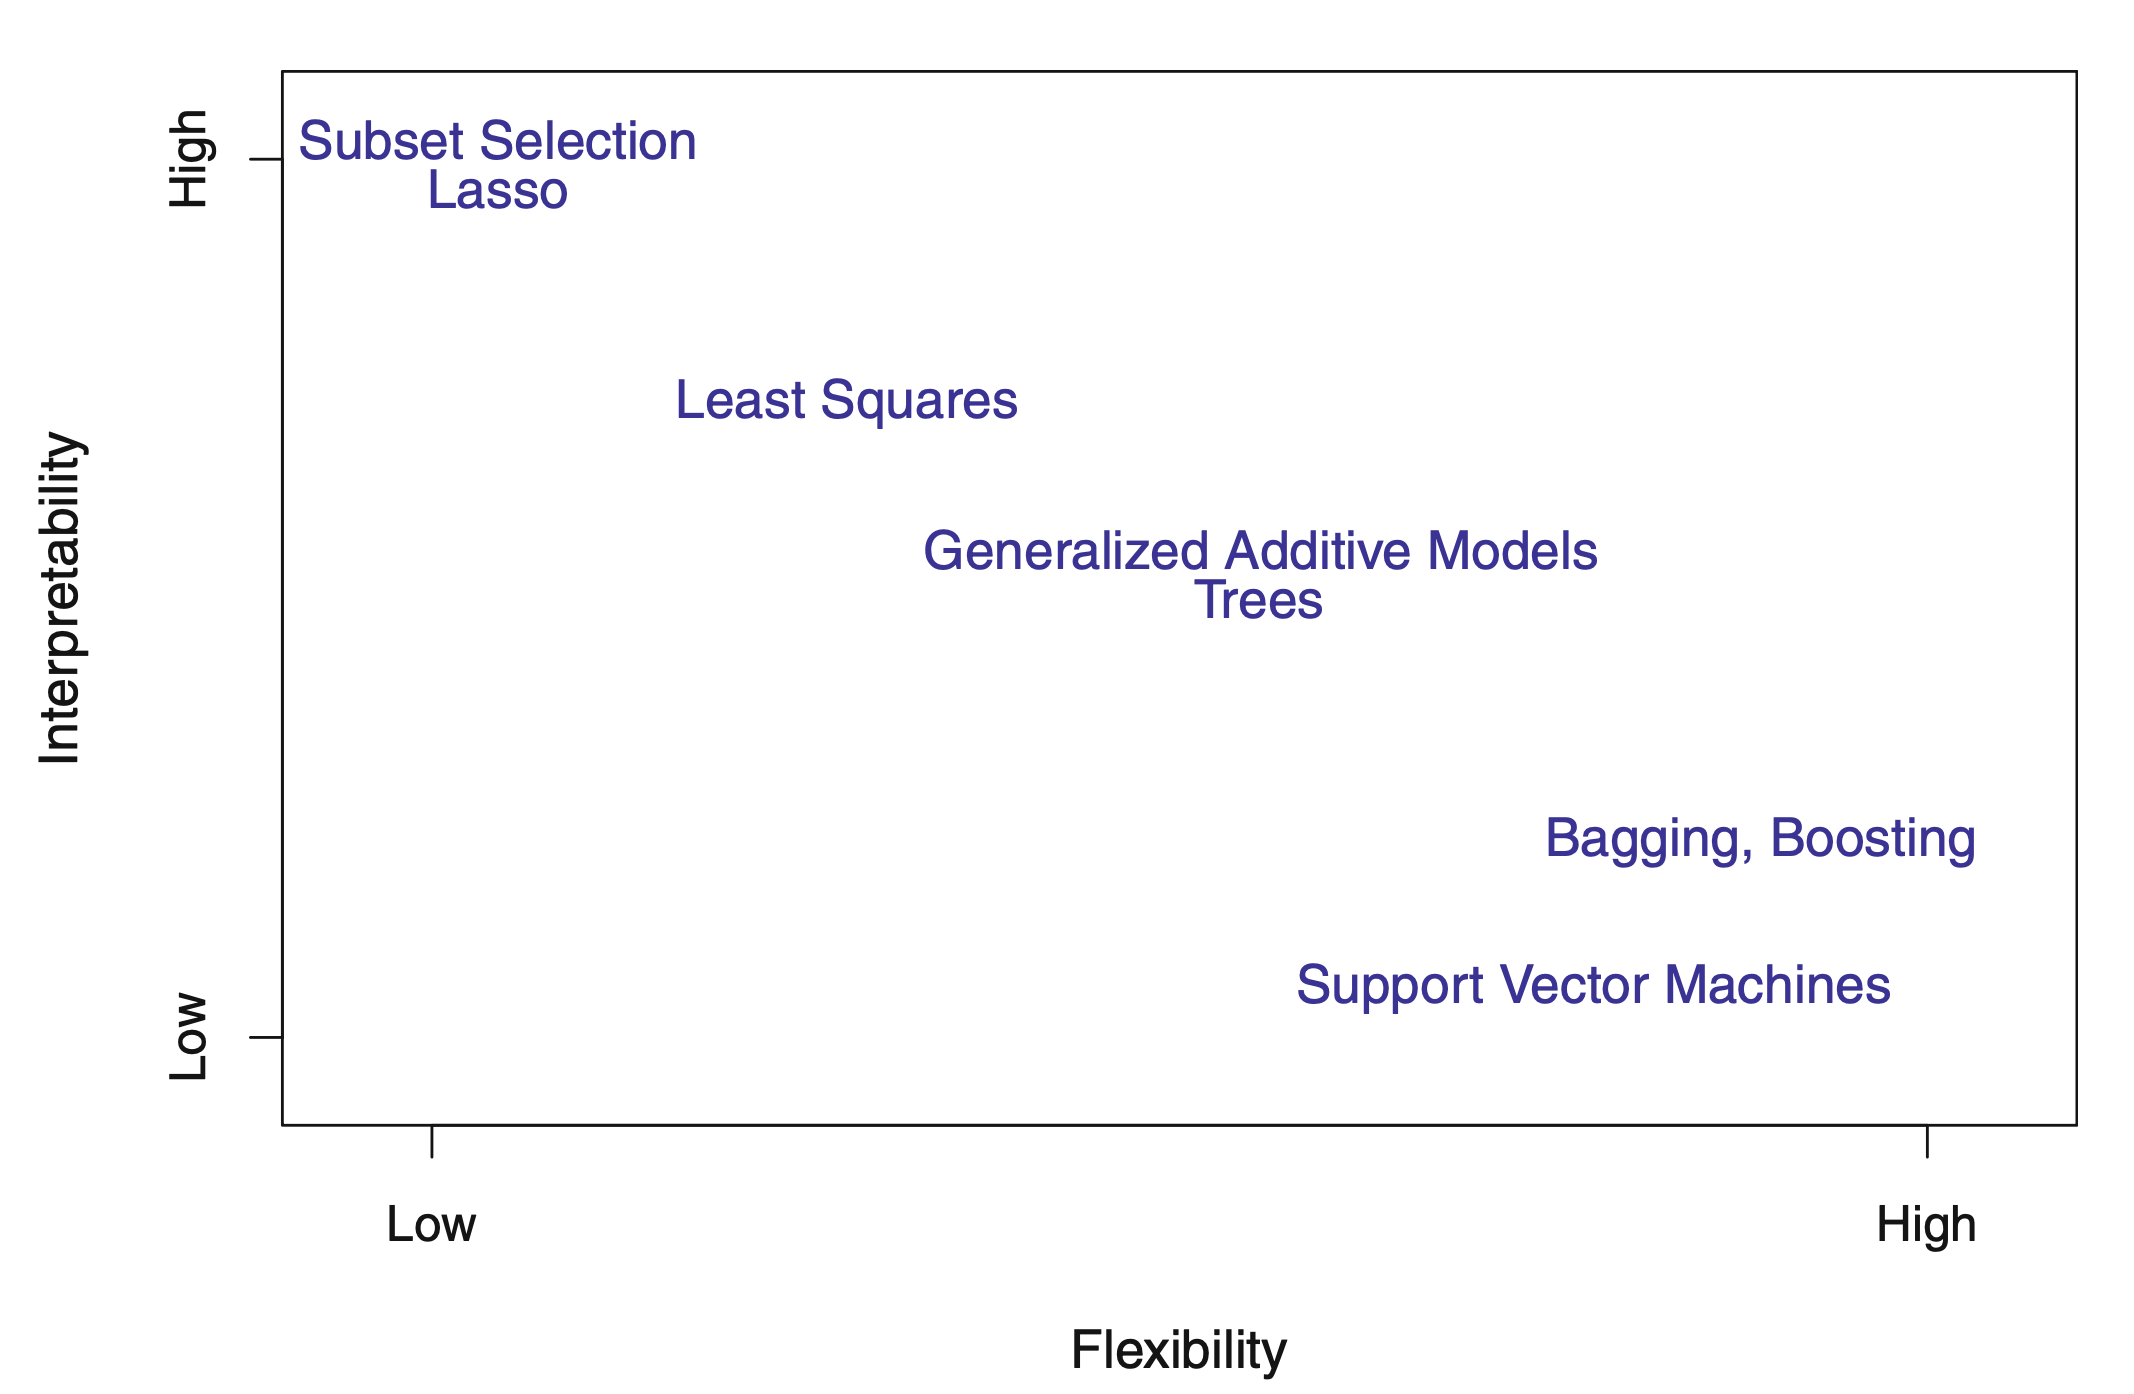 High
Subset Selection
Lasso
Least Squares
Interpretability
Generalized Additive Models
Trees
Bagging, Boosting
Support Vector Machines
Low
Low
High
Flexibility